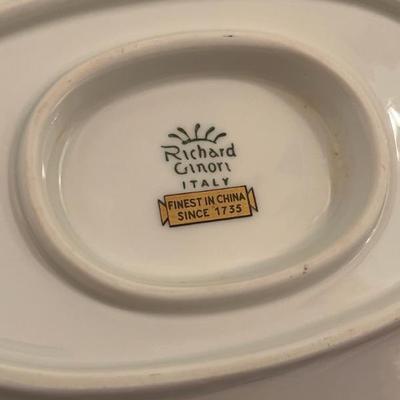 Richard
Ginori
ITALY
FINEST IN CHINA
SINCE 1735